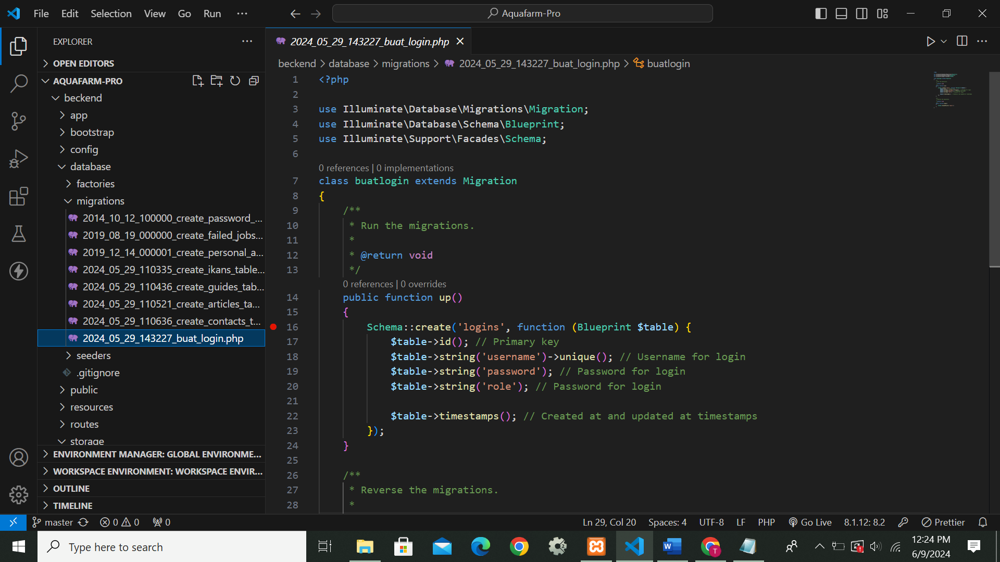 File Edit Selection View Go Run ···
Aquafarm-Pro
EXPLORER
OPEN EDITORS
AQUAFARM-PRO
beckend
app
bootstrap
config
database
factories
migrations
2014_10_12_100000_create_password_...
2019_08_19_000000_create_failed_jobs...
2019_12_14_000001_create_personal_a...
2024_05_29_110335_create_ikans_table...
2024_05_29_110436_create_guides_tab...
2024_05_29_110521_create_articles_ta...
2024_05_29_110636_create_contacts_t...
2024_05_29_143227_buat_login.php
seeders
.gitignore
public
resources
routes
storage
ENVIRONMENT MANAGER: GLOBAL ENVIRONME...
WORKSPACE ENVIRONMENT: WORKSPACE ENVIR...
OUTLINE
TIMELINE
2024_05_29_143227_buat_login.php
beckend > database > migrations > 2024_05_29_143227_buat_login.php > buatlogin
1 <?php
2
3 use Illuminate\Database\Migrations\Migration;
4 use Illuminate\Database\Schema\Blueprint;
5 use Illuminate\Support\Facades\Schema;
6
0 references | 0 implementations
7 class buatlogin extends Migration
8 {
9 /**
10 * Run the migrations.
11 *
12 * @return void
13 */
0 references | 0 overrides
14 public function up()
15 {
16 Schema::create('logins', function (Blueprint $table) {
17 $table->id(); // Primary key
18 $table->string('username')->unique(); // Username for login
19 $table->string('password'); // Password for login
20 $table->string('role'); // Password for login
21
22 $table->timestamps(); // Created at and updated at timestamps
23 });
24 }
25
26 /**
27 * Reverse the migrations.
28 *
master 0 0 0 Ln 29, Col 20 Spaces: 4 UTF-8 LF PHP Go Live 8.1.12: 8.2 Prettier
Type here to search
12:24 PM
6/9/2024